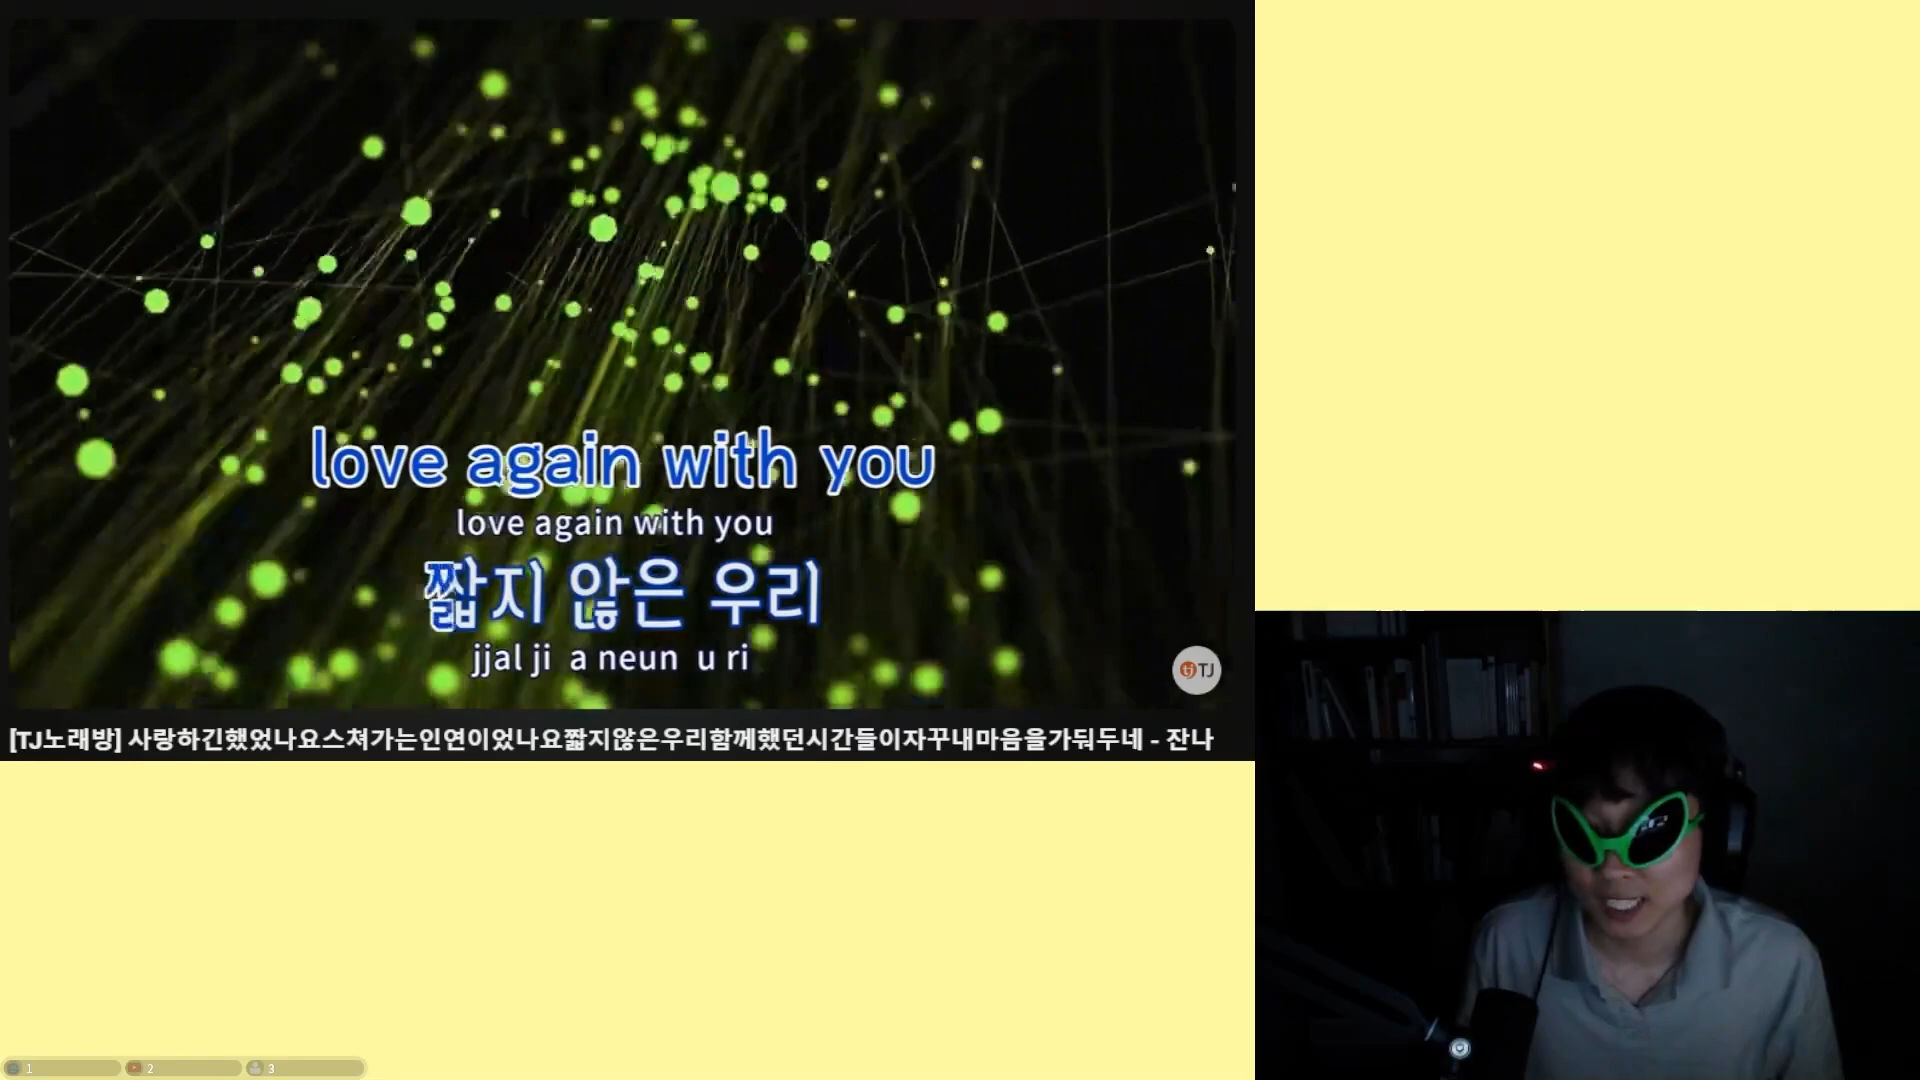 love again with you
love again with you
짧지 않은 우리
jjal ji a neun u ri
TJ
[TJ노래방] 사랑하긴했었나요스쳐가는인연이었나요짧지않은우리함께했던시간들이자꾸내마음을가둬두네 - 잔나
1 2 3